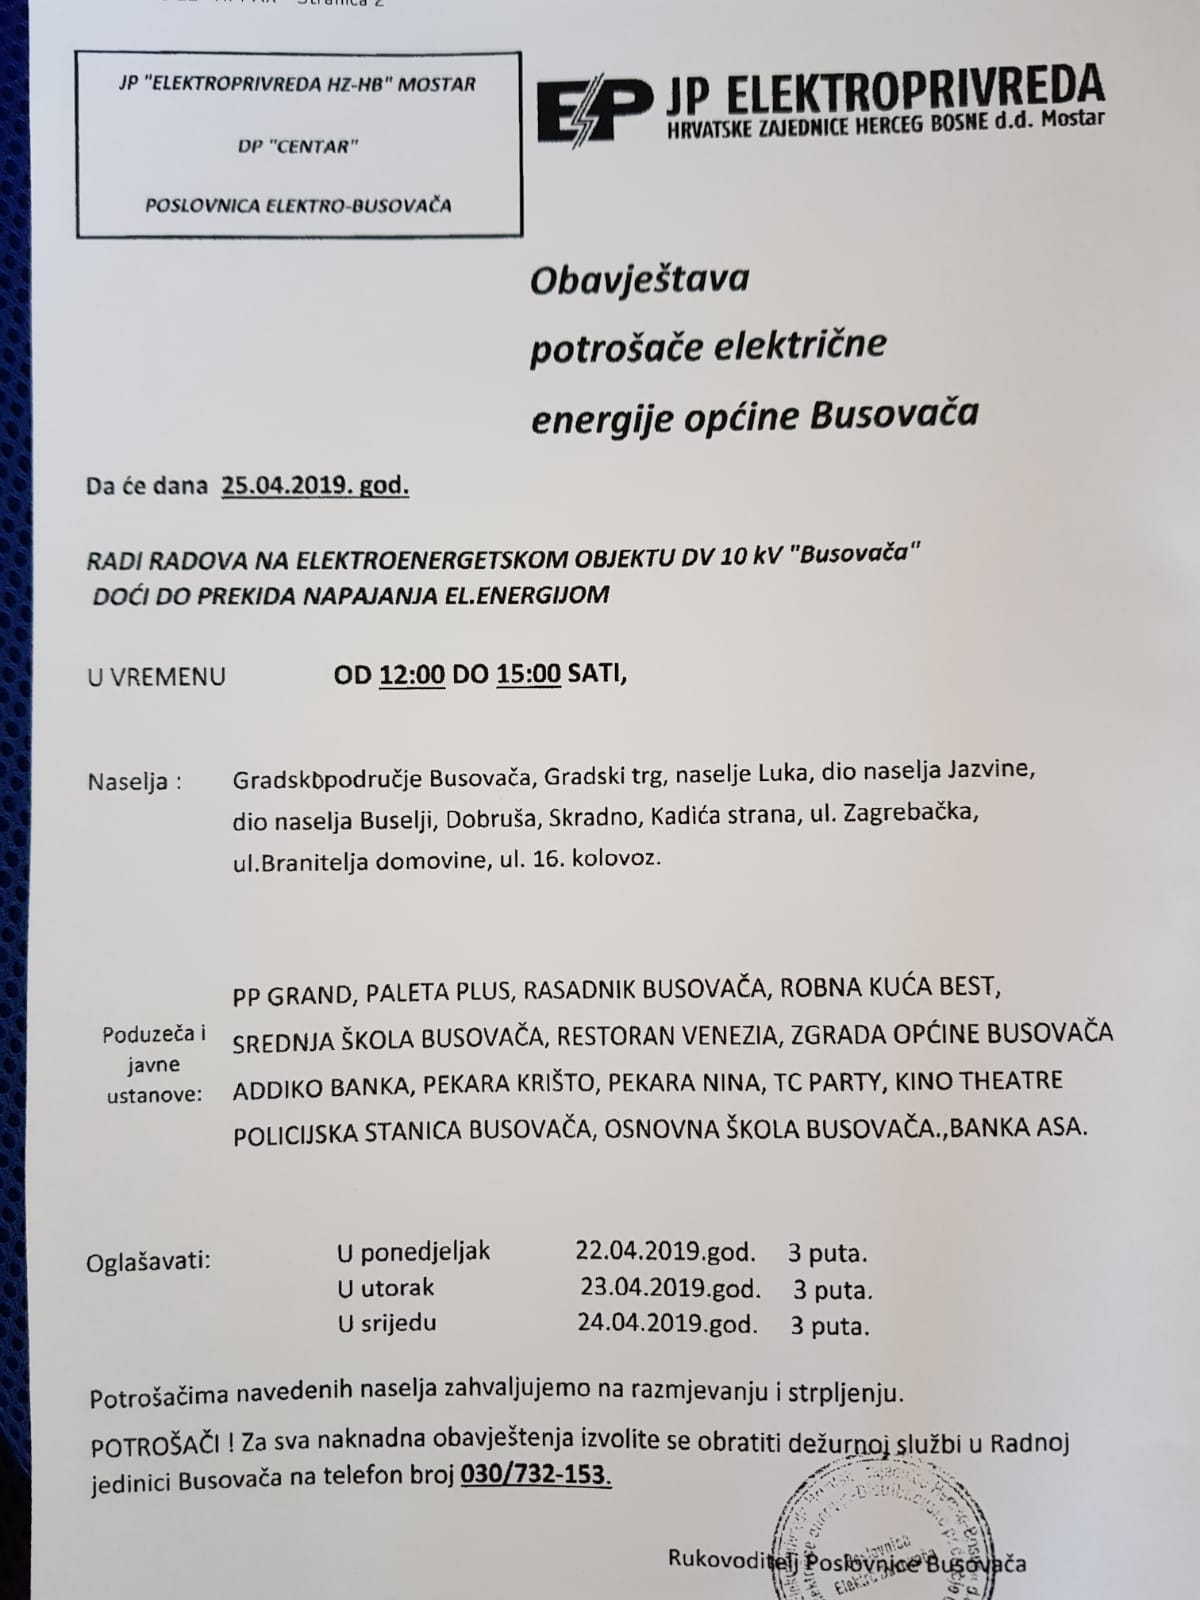 Stranica 2
JP "ELEKTROPRIVREDA HZ-HB" MOSTAR
DP "CENTAR"
POSLOVNICA ELEKTRO-BUSOVAČA
EP JP ELEKTROPRIVREDA
HRVATSKE ZAJEDNICE HERCEG BOSNE d.d. Mostar
Obavještava
potrošače električne
energije općine Busovača
Da će dana 25.04.2019. god.
RADI RADOVA NA ELEKTROENERGETSKOM OBJEKTU DV 10 kV "Busovača"
DOĆI DO PREKIDA NAPAJANJA EL.ENERGIJOM
U VREMENU OD 12:00 DO 15:00 SATI,
Naselja : Gradskopodručje Busovača, Gradski trg, naselje Luka, dio naselja Jazvine,
dio naselja Buselji, Dobruša, Skradno, Kadića strana, ul. Zagrebačka,
ul.Branitelja domovine, ul. 16. kolovoz.
Poduzeča i
javne
ustanove:
PP GRAND, PALETA PLUS, RASADNIK BUSOVAČA, ROBNA KUĆA BEST,
SREDNJA ŠKOLA BUSOVAČA, RESTORAN VENEZIA, ZGRADA OPĆINE BUSOVAČA
ADDIKO BANKA, PEKARA KRIŠTO, PEKARA NINA, TC PARTY, KINO THEATRE
POLICIJSKA STANICA BUSOVAČA, OSNOVNA ŠKOLA BUSOVAČA.,BANKA ASA.
Oglašavati: U ponedjeljak 22.04.2019.god. 3 puta.
U utorak 23.04.2019.god. 3 puta.
U srijedu 24.04.2019.god. 3 puta.
Potrošačima navedenih naselja zahvaljujemo na razmjevanju i strpljenju.
POTROŠAČI ! Za sva naknadna obavještenja izvolite se obratiti dežurnoj službi u Radnoj
jedinici Busovača na telefon broj 030/732-153.
Rukovoditelj Poslovnice Busovača